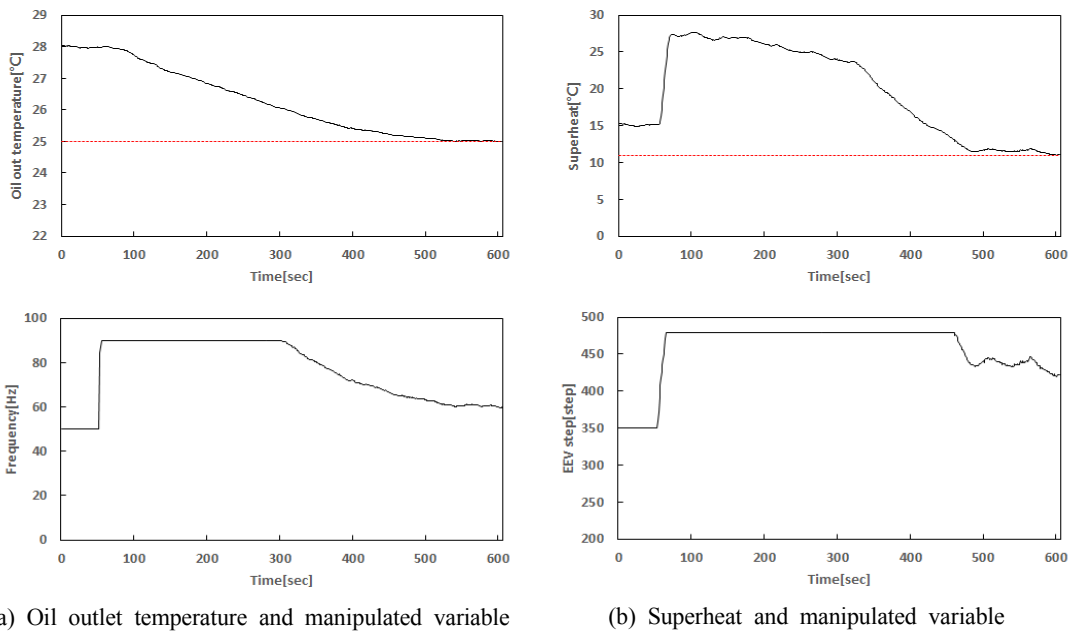 29
28
27
26
25
24
23
22
Oil out temperature[°C]
0 100 200 300 400 500 600
Time[sec]
30
25
20
15
10
5
0
Superheat[°C]
0 100 200 300 400 500 600
Time[sec]
100
80
60
40
20
0
Frequency[Hz]
0 100 200 300 400 500 600
Time[sec]
500
450
400
350
300
250
200
EEV step[step]
0 100 200 300 400 500 600
Time[sec]
a) Oil outlet temperature and manipulated variable
(b) Superheat and manipulated variable